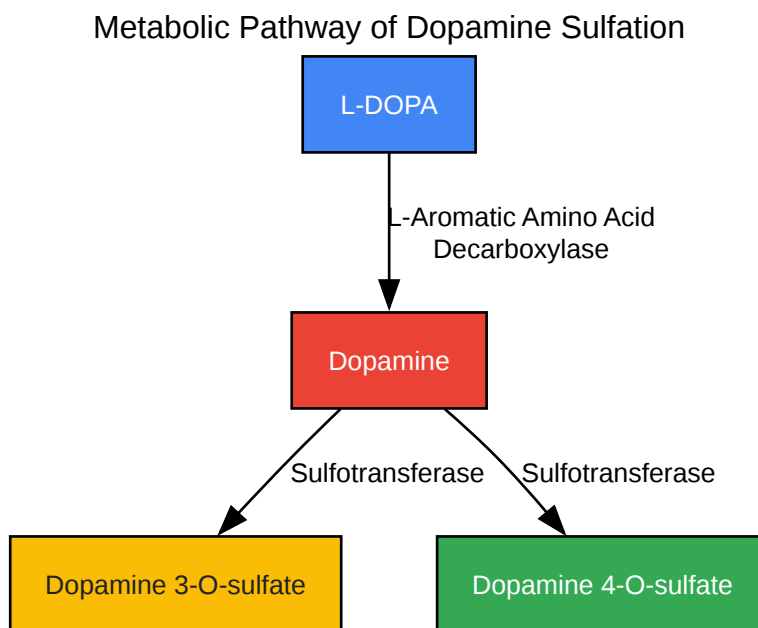 Metabolic Pathway of Dopamine Sulfation
L-DOPA
L-Aromatic Amino Acid
Decarboxylase
Dopamine
Sulfotransferase
Sulfotransferase
Dopamine 3-O-sulfate
Dopamine 4-O-sulfate